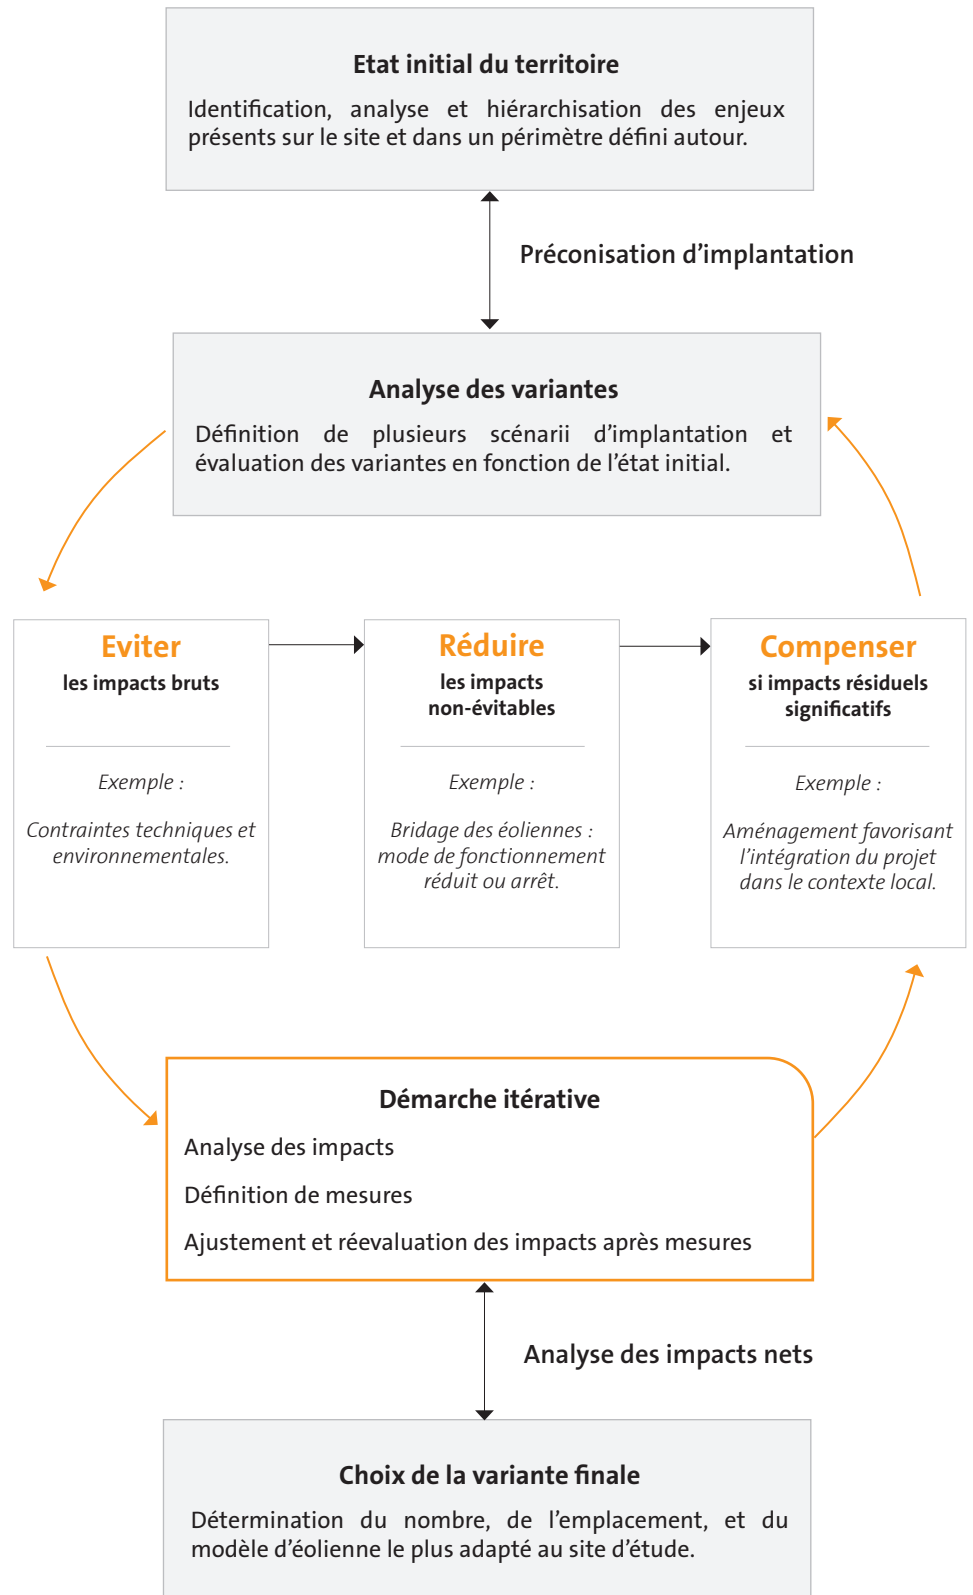 Etat initial du territoire
Identification, analyse et hiérarchisation des enjeux
présents sur le site et dans un périmètre défini autour.
Préconisation d’implantation
Analyse des variantes
Définition de plusieurs scénarii d’implantation et
évaluation des variantes en fonction de l’état initial.
Eviter
les impacts bruts
Exemple :
Contraintes techniques et
environnementales.
Réduire
les impacts
non-évitables
Exemple :
Bridage des éoliennes :
mode de fonctionnement
réduit ou arrêt.
Compenser
si impacts résiduels
significatifs
Exemple :
Aménagement favorisant
l’intégration du projet
dans le contexte local.
Démarche itérative
Analyse des impacts
Définition de mesures
Ajustement et réevaluation des impacts après mesures
Analyse des impacts nets
Choix de la variante finale
Détermination du nombre, de l’emplacement, et du
modèle d’éolienne le plus adapté au site d’étude.